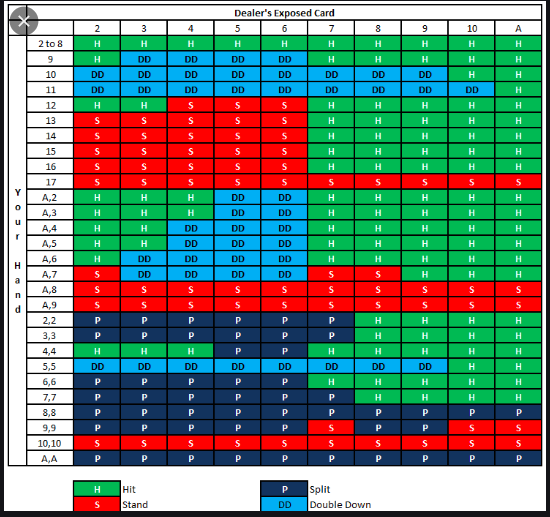 Dealer's Exposed Card
2 3 4 5 6 7 8 9 10 A
2 to 8 H H H H H H H H H H
9 H DD DD DD DD H H H H H
10 DD DD DD DD DD DD DD DD H H
11 DD DD DD DD DD DD DD DD DD H
12 H H S S S H H H H H
13 S S S S S H H H H H
14 S S S S S H H H H H
15 S S S S S H H H H H
16 S S S S S H H H H H
17 S S S S S S S S S S
A,2 H H H DD DD H H H H H
A,3 H H H DD DD H H H H H
A,4 H H DD DD DD H H H H H
A,5 H H DD DD DD H H H H H
A,6 H DD DD DD DD H H H H H
A,7 S DD DD DD DD S S H H H
A,8 S S S S S S S S S S
A,9 S S S S S S S S S S
2,2 P P P P P P H H H H
3,3 P P P P P P H H H H
4,4 H H H P P H H H H H
5,5 DD DD DD DD DD DD DD DD H H
6,6 P P P P P H H H H H
7,7 P P P P P P H H H H
8,8 P P P P P P P P P P
9,9 P P P P P S P P S S
10,10 S S S S S S S S S S
A,A P P P P P P P P P P
Your Hand
H Hit P Split
S Stand DD Double Down